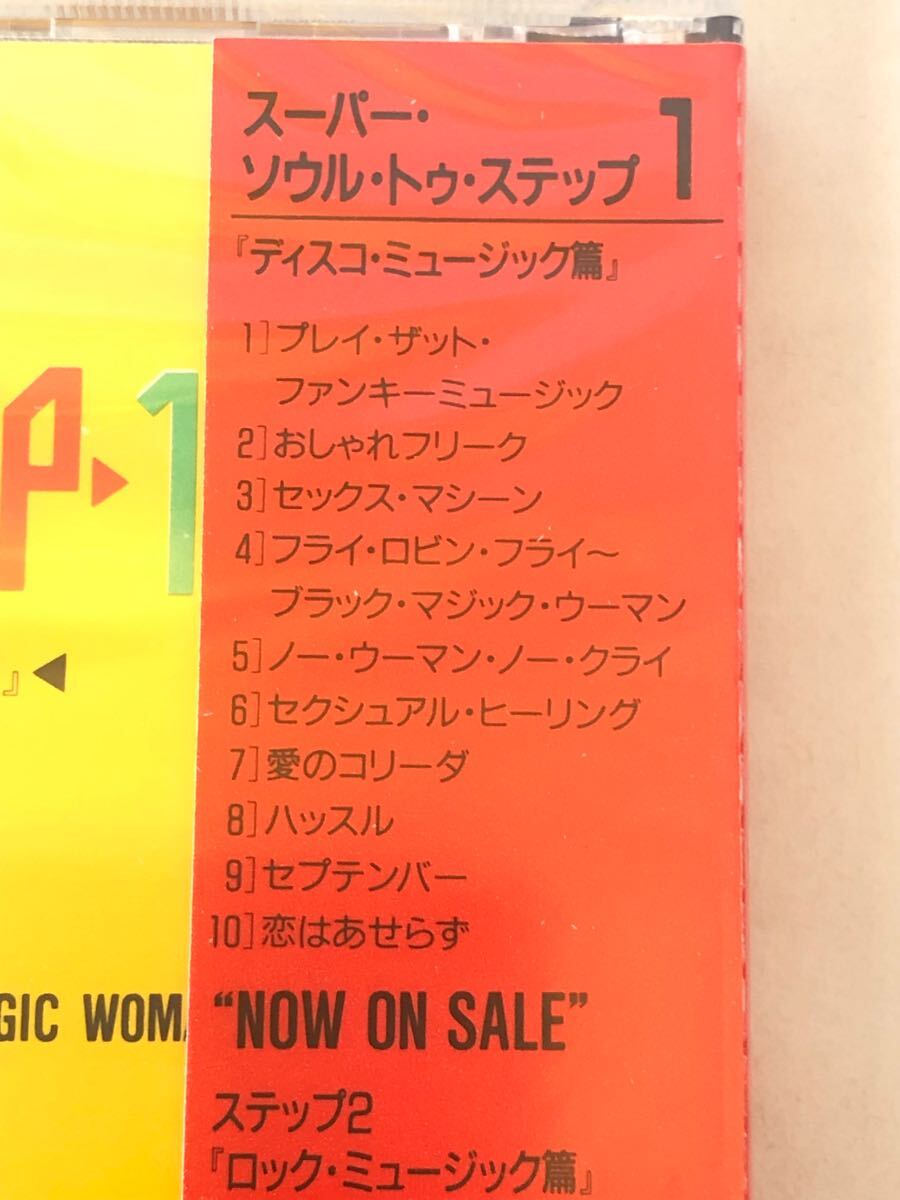 スーパー・
ソウル・トゥ・ステップ 1
『ディスコ・ミュージック篇』
1]プレイ・ザット・
ファンキーミュージック
2]おしゃれフリーク
3]セックス・マシーン
4]フライ・ロビン・フライ〜
ブラック・マジック・ウーマン
5]ノー・ウーマン・ノー・クライ
6]セクシュアル・ヒーリング
7]愛のコリーダ
8]ハッスル
9]セプテンバー
10]恋はあせらず
“NOW ON SALE”
ステップ2
『ロック・ミュージック篇』
P▶1
』◀
GIC WOMA